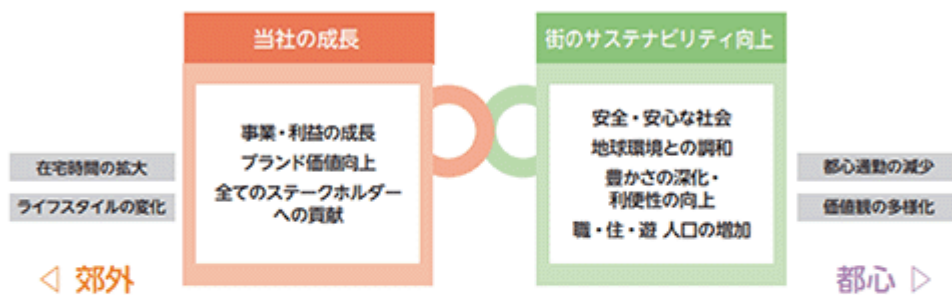 当社の成長
事業・利益の成長
ブランド価値向上
全てのステークホルダー
への貢献
街のサステナビリティ向上
安全・安心な社会
地球環境との調和
豊かさの深化・
利便性の向上
職・住・遊 人口の増加
在宅時間の拡大
ライフスタイルの変化
◁ 郊外
都心通勤の減少
価値観の多様化
都心 ▷